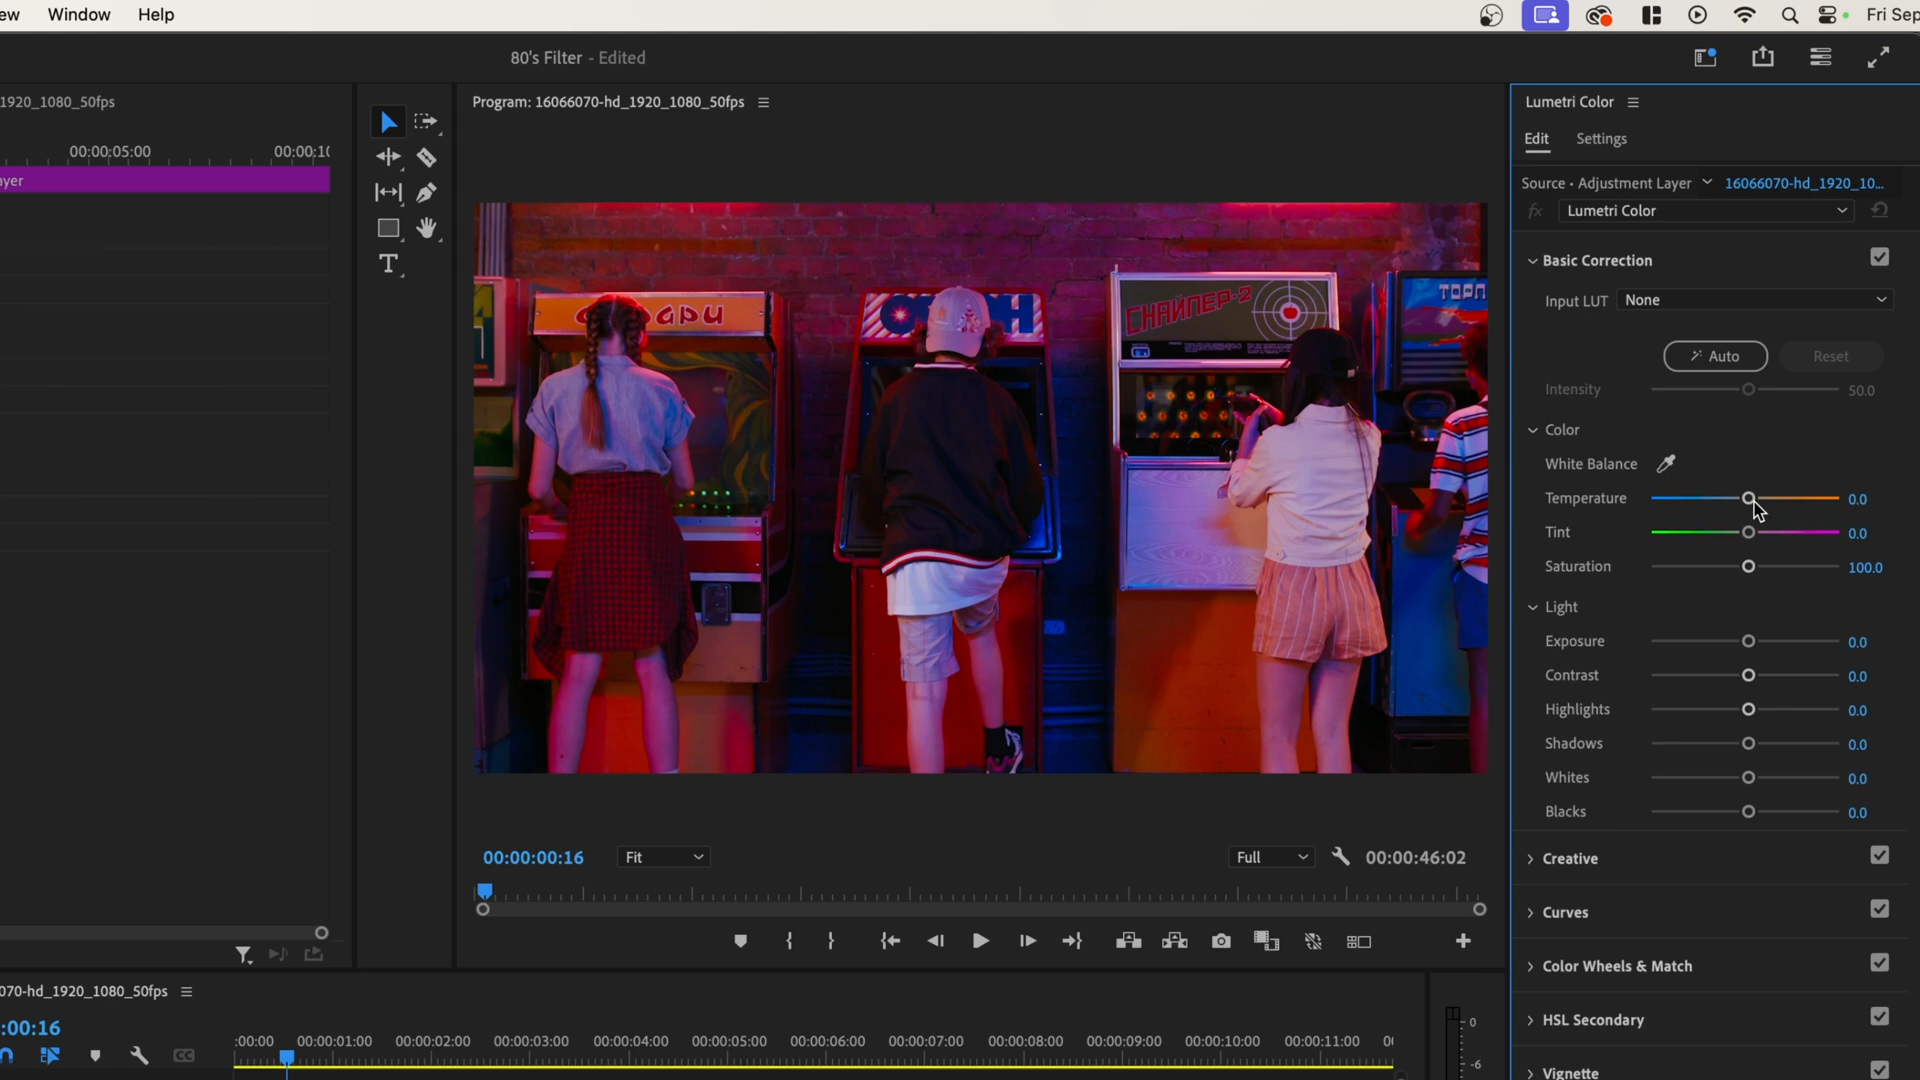 ew Window Help
Fri Sep
80's Filter - Edited
1920_1080_50fps
00:00:05:00 00:00:10
ayer
Program: 16066070-hd_1920_1080_50fps
T
СНАЙПЕР-2
ТОРП
00:00:00:16 Fit Full 00:00:46:02
Lumetri Color
Edit Settings
Source • Adjustment Layer 16066070-hd_1920_10...
fx Lumetri Color
Basic Correction
Input LUT None
Auto Reset
Intensity 50.0
Color
White Balance
Temperature 0.0
Tint 0.0
Saturation 100.0
Light
Exposure 0.0
Contrast 0.0
Highlights 0.0
Shadows 0.0
Whites 0.0
Blacks 0.0
Creative
Curves
Color Wheels & Match
HSL Secondary
Vignette
070-hd_1920_1080_50fps
:00:16
CC
:00:00 00:00:01:00 00:00:02:00 00:00:03:00 00:00:04:00 00:00:05:00 00:00:06:00 00:00:07:00 00:00:08:00 00:00:09:00 00:00:10:00 00:00:11:00 00
0
-6